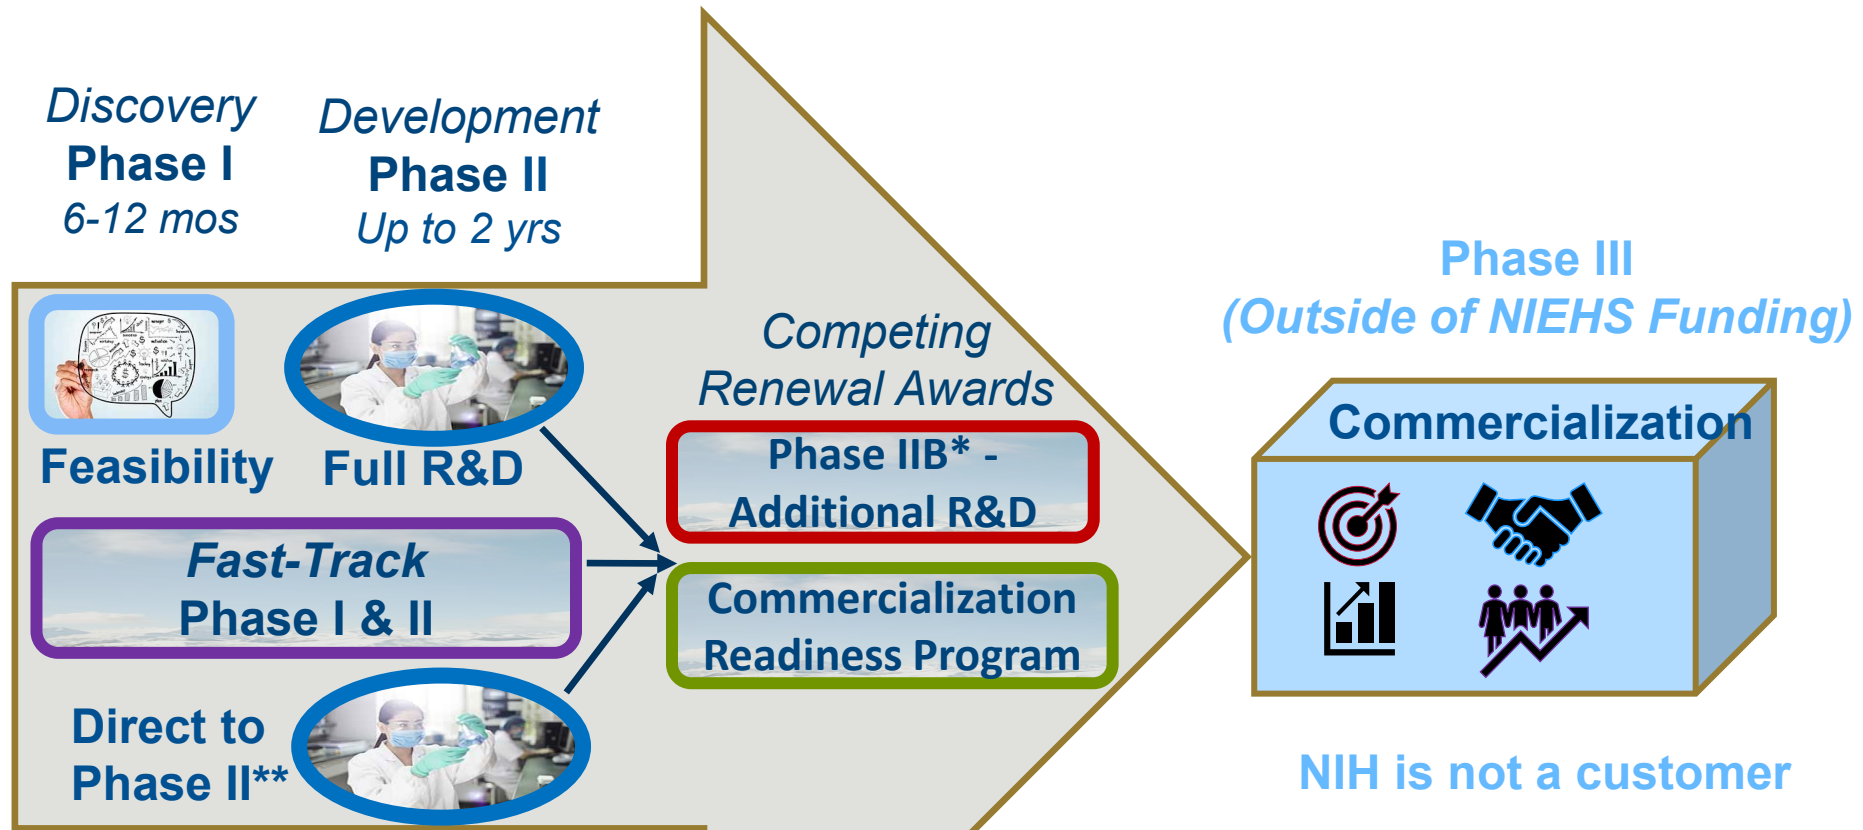 Discovery
Phase I
6-12 mos
Development
Phase II
Up to 2 yrs
Feasibility
Full R&D
Fast-Track
Phase I & II
Direct to
Phase II**
Competing
Renewal Awards
Phase IIB* -
Additional R&D
Commercialization
Readiness Program
Phase III
(Outside of NIEHS Funding)
Commercialization
NIH is not a customer